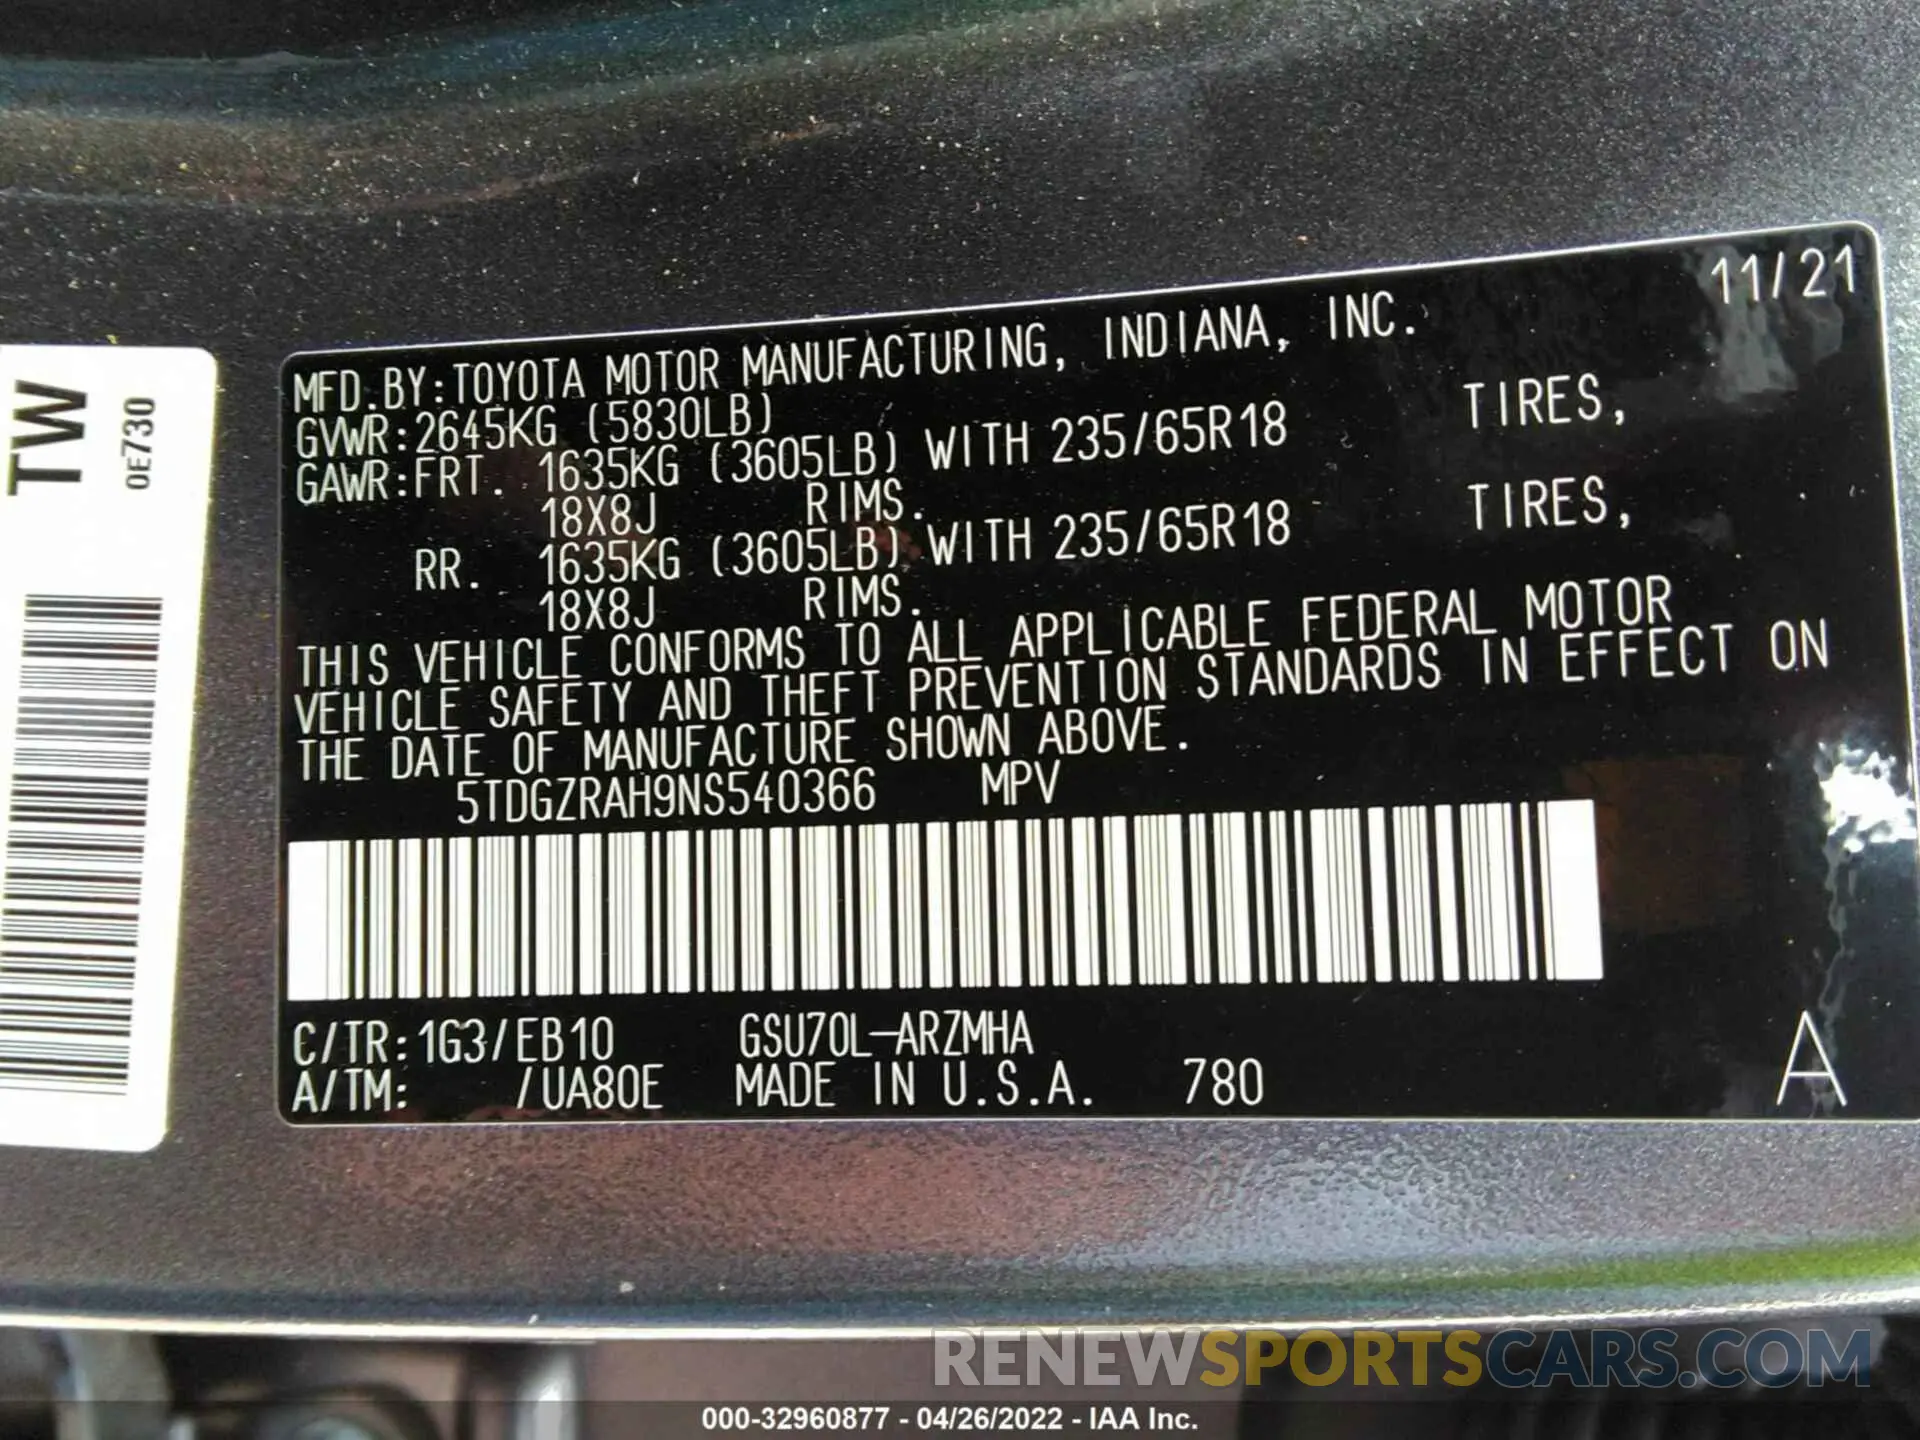 TW
0E730
11/21
MFD.BY:TOYOTA MOTOR MANUFACTURING, INDIANA, INC.
GVWR:2645KG (5830LB)
GAWR:FRT. 1635KG (3605LB) WITH 235/65R18 TIRES,
18X8J RIMS.
RR. 1635KG (3605LB) WITH 235/65R18 TIRES,
18X8J RIMS.
THIS VEHICLE CONFORMS TO ALL APPLICABLE FEDERAL MOTOR
VEHICLE SAFETY AND THEFT PREVENTION STANDARDS IN EFFECT ON
THE DATE OF MANUFACTURE SHOWN ABOVE.
5TDGZRAH9NS540366 MPV
C/TR:1G3/EB10 GSU70L-ARZMHA
A/TM: /UA80E MADE IN U.S.A. 780 A
RENEWSPORTSCARS.COM
000-32960877 - 04/26/2022 - IAA Inc.